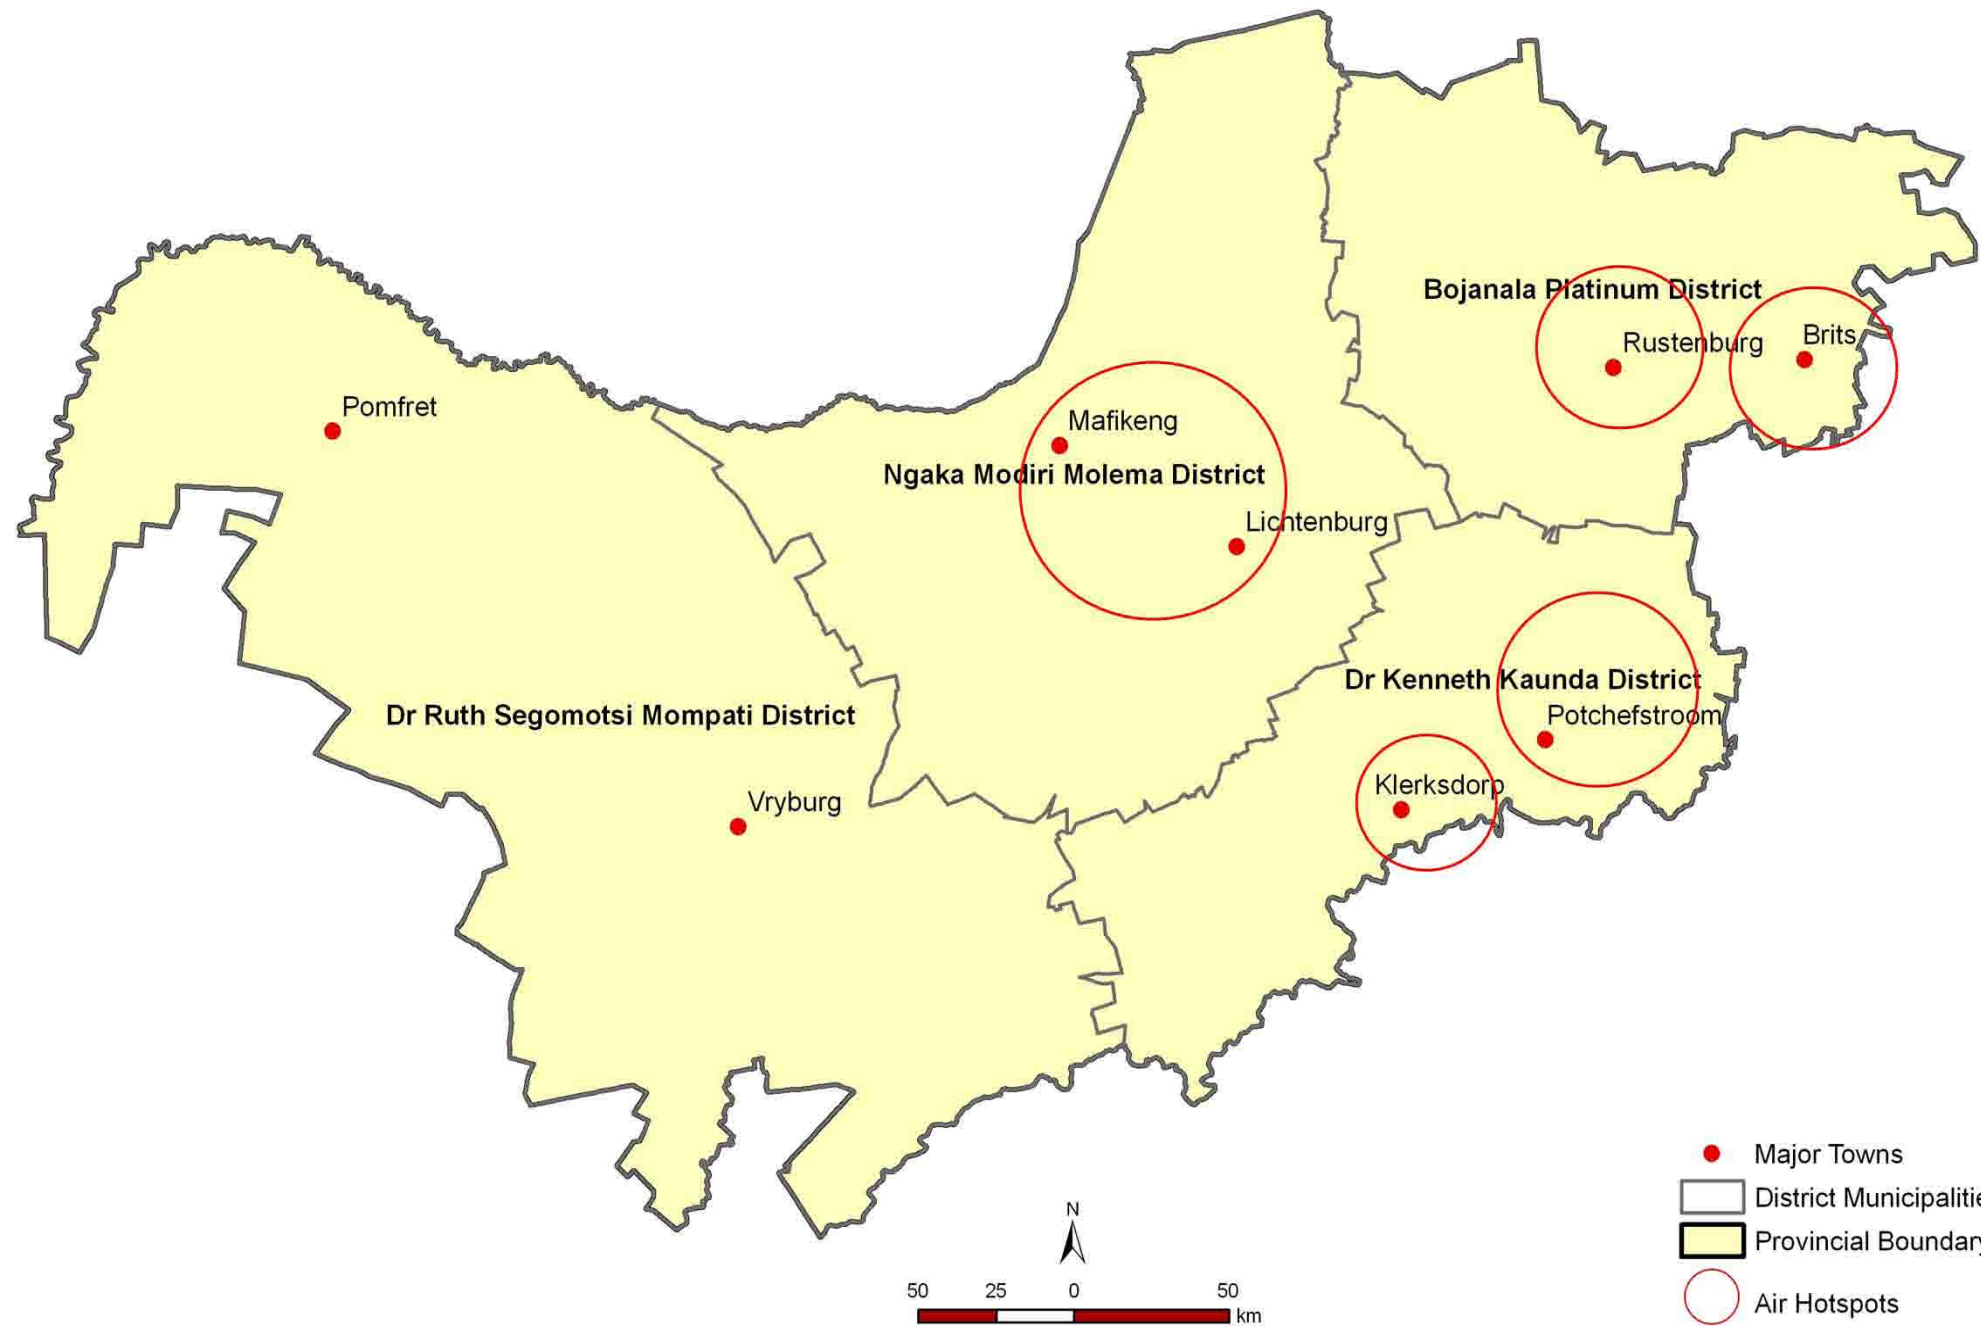 Bojanala Platinum District
Rustenburg
Brits
Pomfret
Mafikeng
Ngaka Modiri Molema District
Lichtenburg
Dr Kenneth Kaunda District
Potchefstroom
Dr Ruth Segomotsi Mompati District
Klerksdorp
Vryburg
Major Towns
District Municipalitie
Provincial Boundary
Air Hotspots
N
50 25 0 50
km